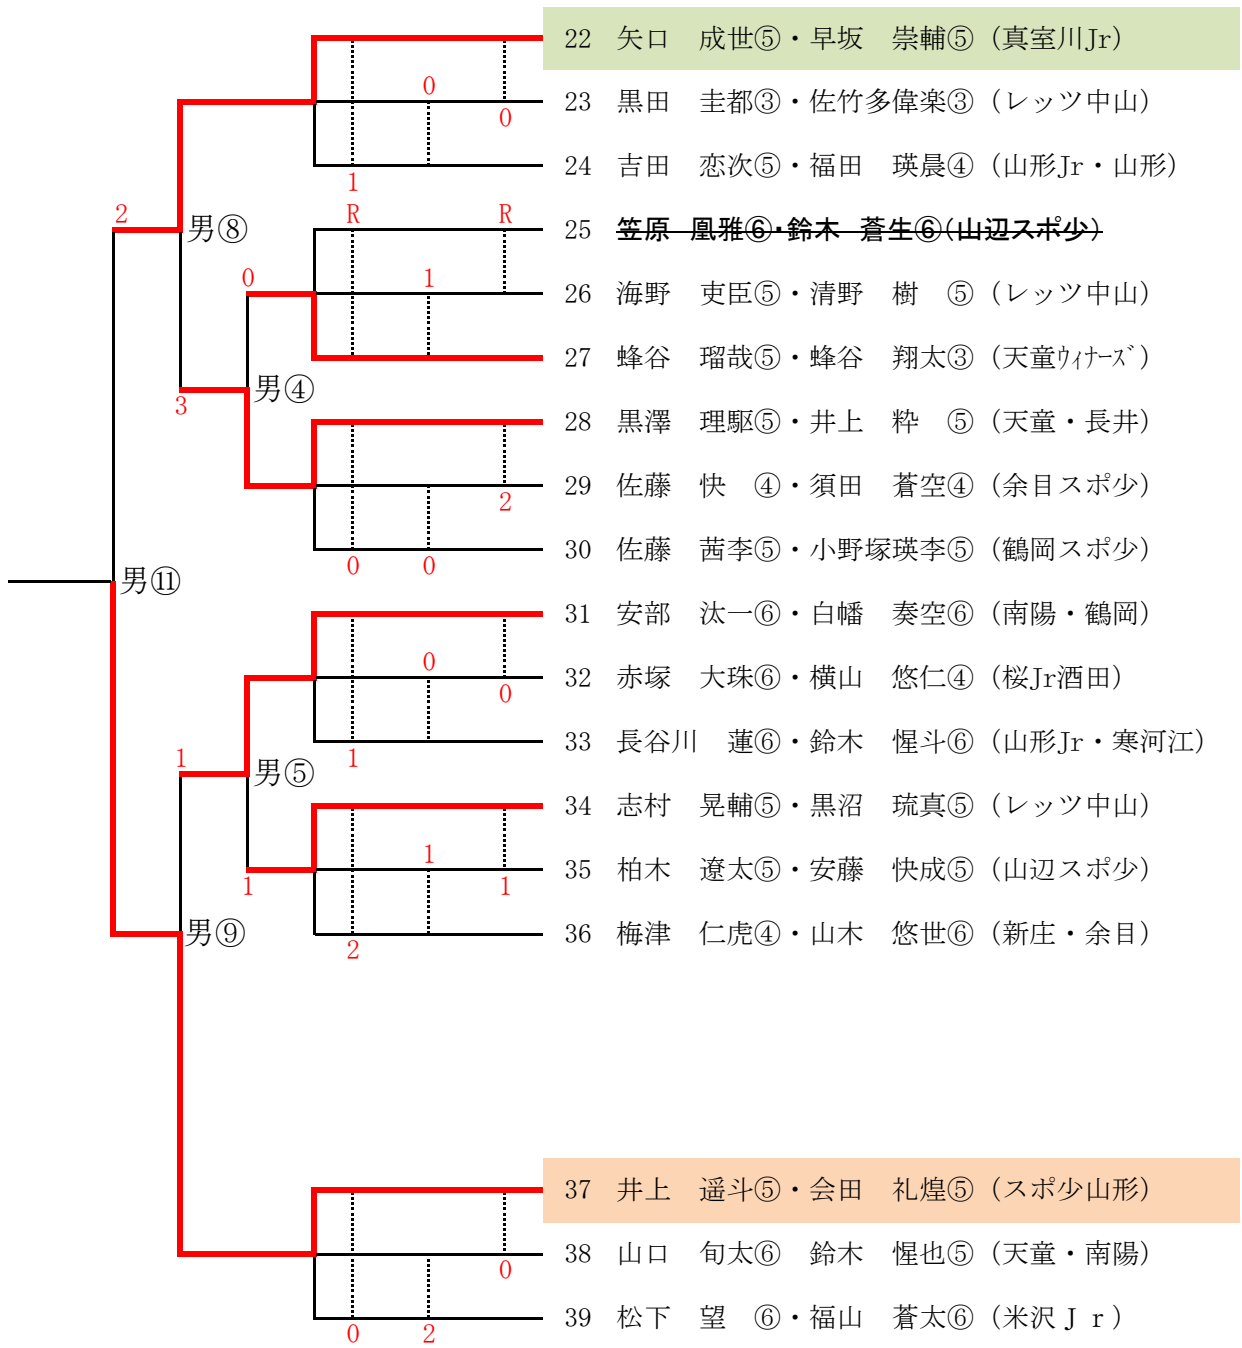 22 矢口 成世⑤・早坂 崇輔⑤ (真室川Jr)
0
23 黒田 圭都③・佐竹多偉楽③ (レッツ中山)
0
24 吉田 恋次⑤・福田 瑛晨④ (山形Jr・山形)
1
2 男⑧ R R
25 笠原 凰雅⑥・鈴木 蒼生⑥(山辺スポ少)
0 1
26 海野 吏臣⑤・清野 樹 ⑤ (レッツ中山)
27 蜂谷 瑠哉⑤・蜂谷 翔太③ (天童ウィナーズ)
3 男④
28 黒澤 理駆⑤・井上 粋 ⑤ (天童・長井)
29 佐藤 快 ④・須田 蒼空④ (余目スポ少)
2
30 佐藤 茜李⑤・小野塚瑛李⑤ (鶴岡スポ少)
0 0
男⑪
31 安部 汰一⑥・白幡 奏空⑥ (南陽・鶴岡)
0
32 赤塚 大珠⑥・横山 悠仁④ (桜Jr酒田)
0
33 長谷川 蓮⑥・鈴木 惺斗⑥ (山形Jr・寒河江)
1 1
男⑤
34 志村 晃輔⑤・黒沼 琉真⑤ (レッツ中山)
1
35 柏木 遼太⑤・安藤 快成⑤ (山辺スポ少)
1 1
男⑨
36 梅津 仁虎④・山木 悠世⑥ (新庄・余目)
2
37 井上 遥斗⑤・会田 礼煌⑤ (スポ少山形)
38 山口 旬太⑥ 鈴木 惺也⑤ (天童・南陽)
0
39 松下 望 ⑥・福山 蒼太⑥ (米沢Jr)
0 2